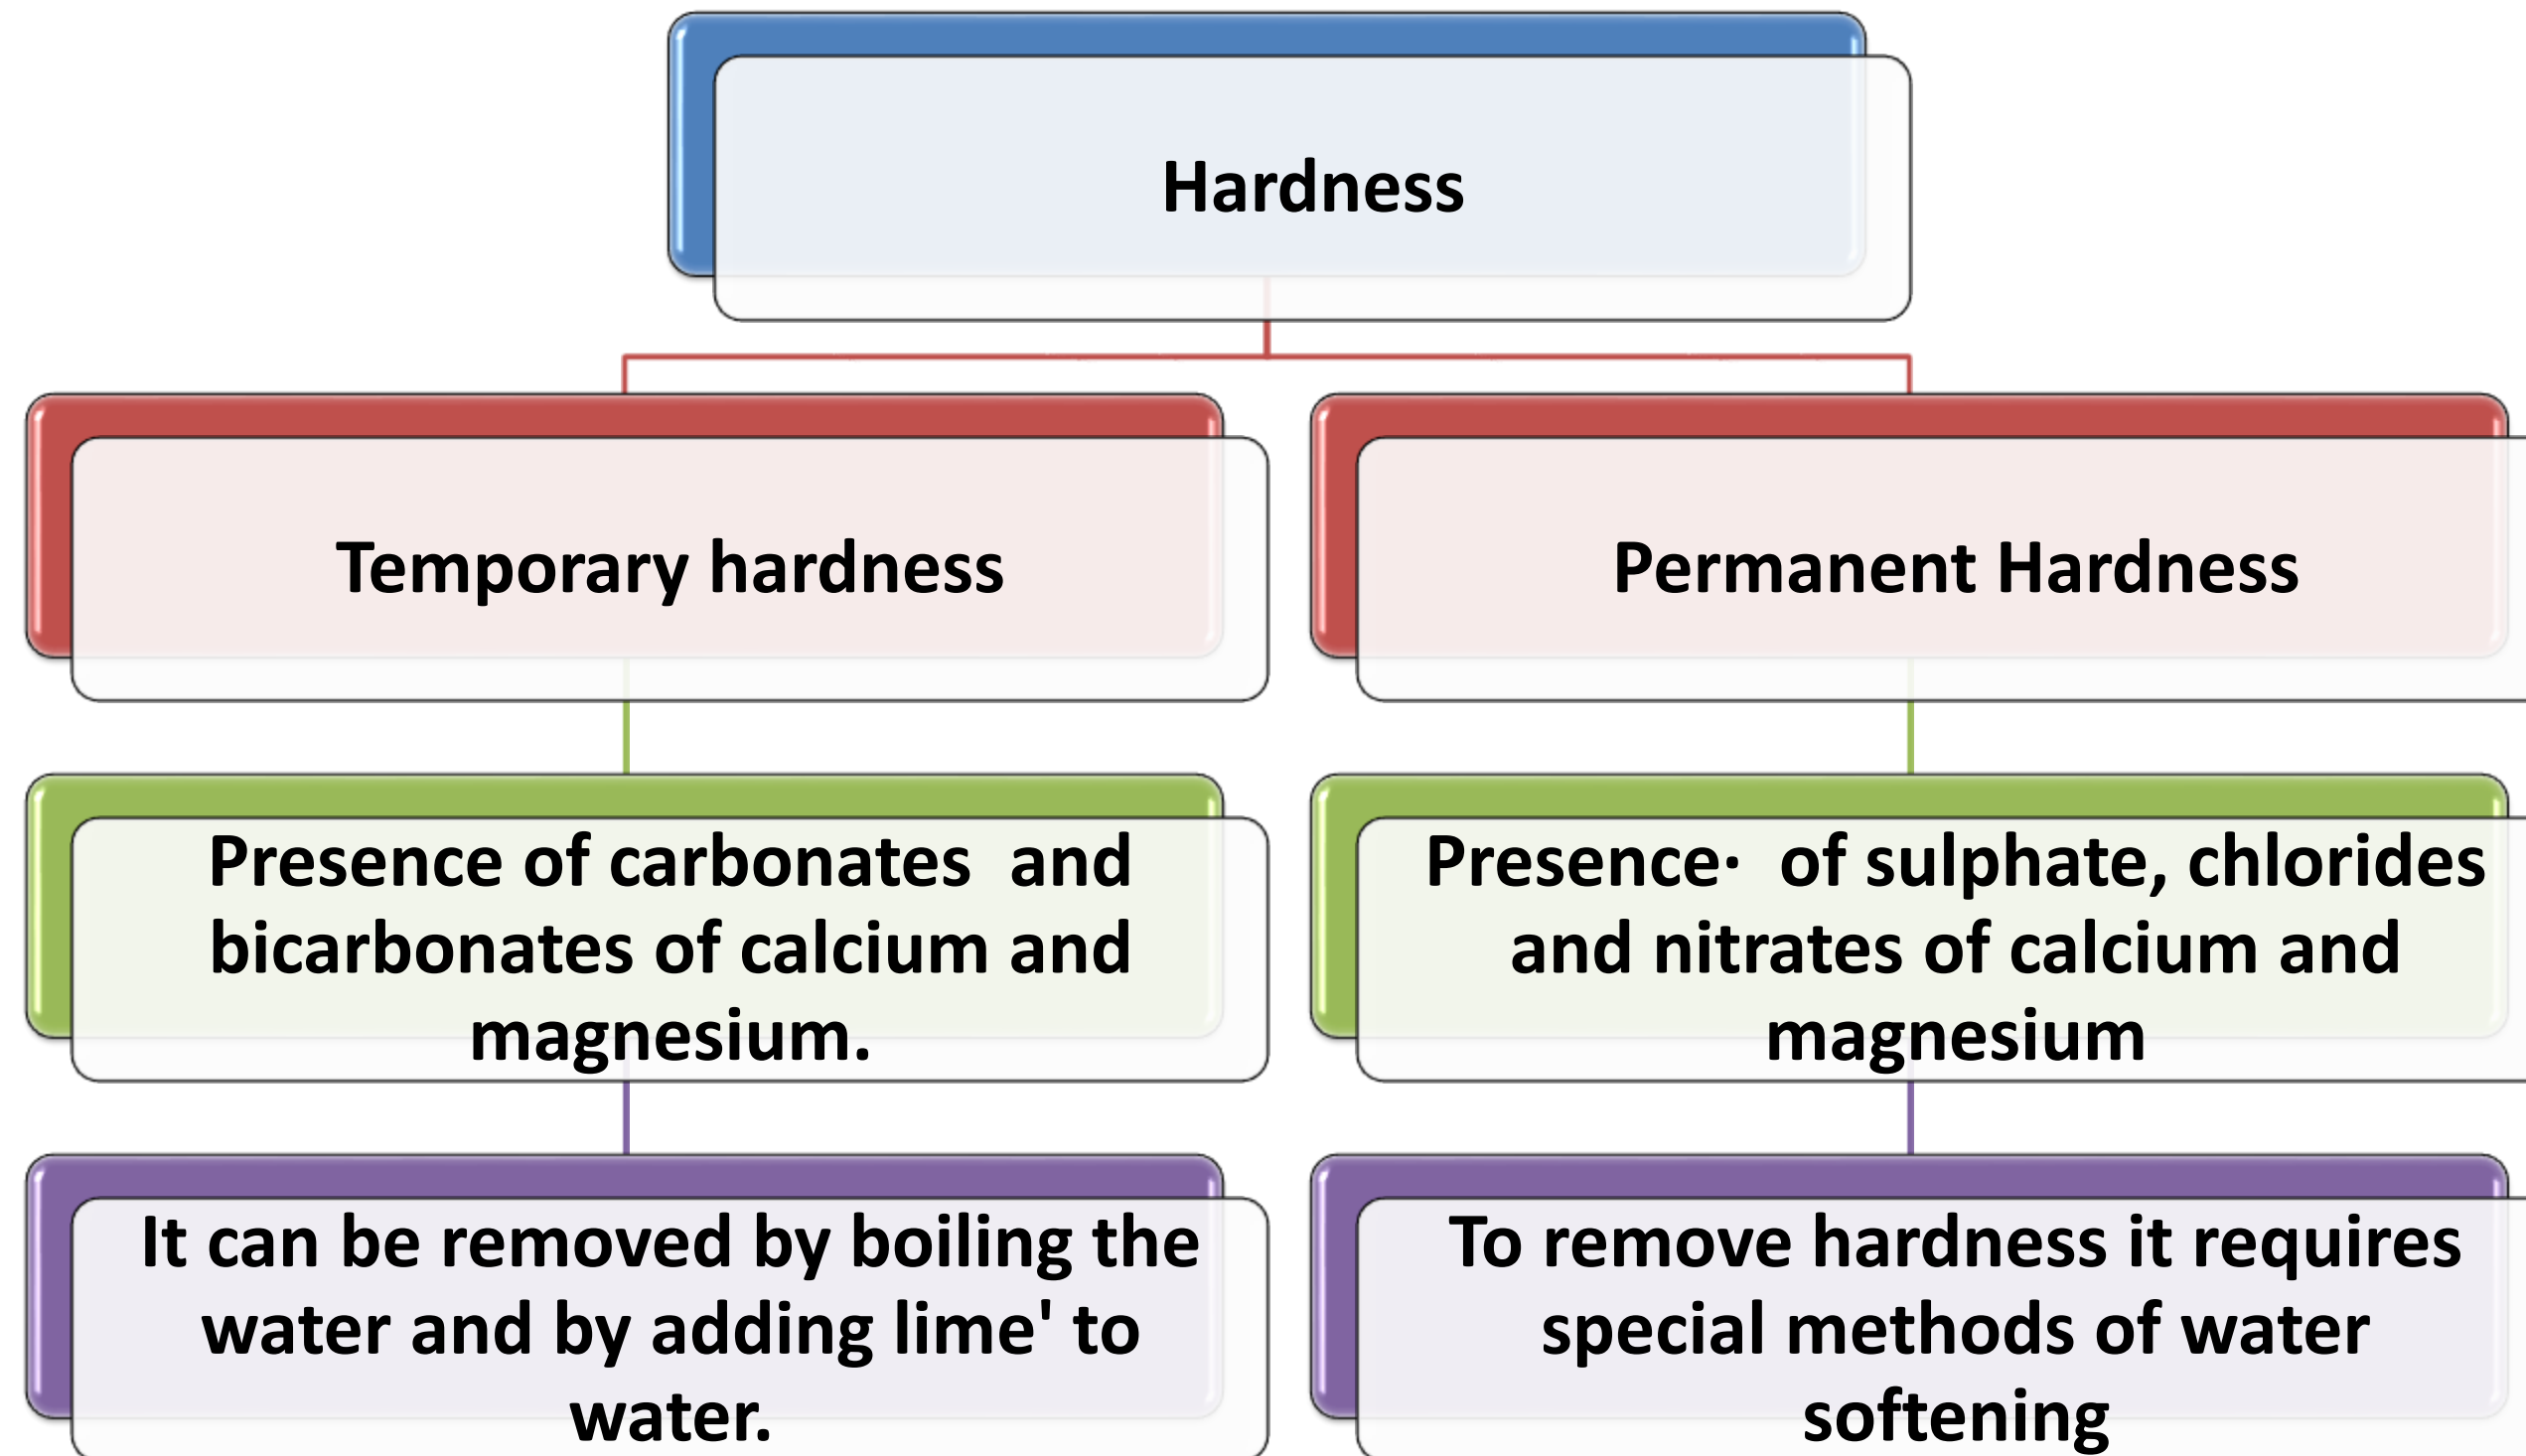 Hardness
Temporary hardness
Permanent Hardness
Presence of carbonates  and
bicarbonates of calcium and
magnesium.
Presence·  of sulphate, chlorides
and nitrates of calcium and
magnesium
It can be removed by boiling the
water and by adding lime' to
water.
To remove hardness it requires
special methods of water
softening